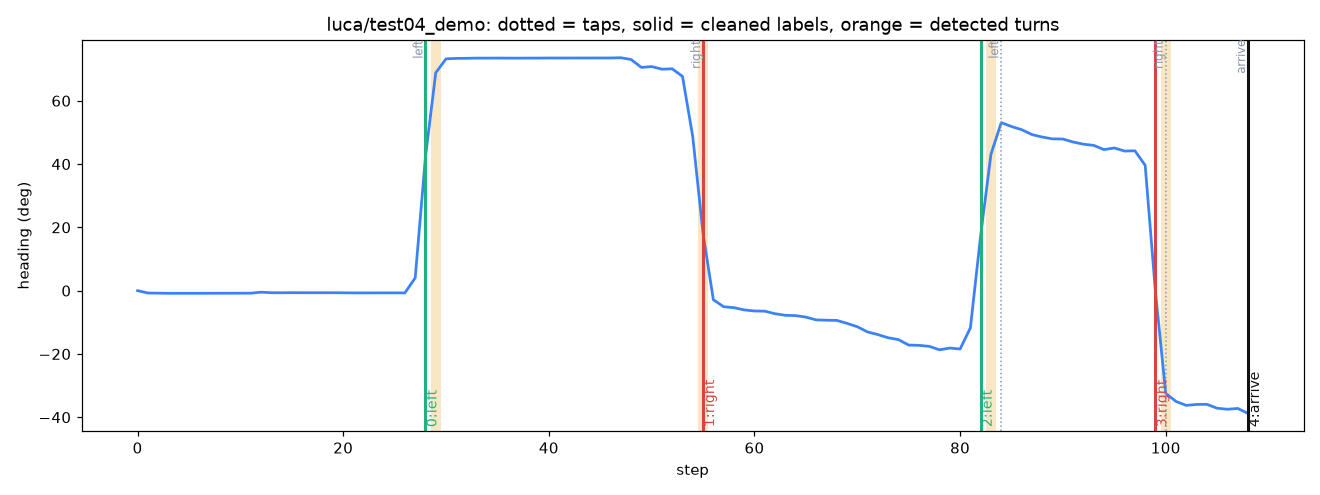 luca/test04_demo: dotted = taps, solid = cleaned labels, orange = detected turns
left
right
left
right
arrive
60
40
20
0
−20
−40
heading (deg)
0:left
1:right
2:left
3:right
4:arrive
0
20
40
60
80
100
step